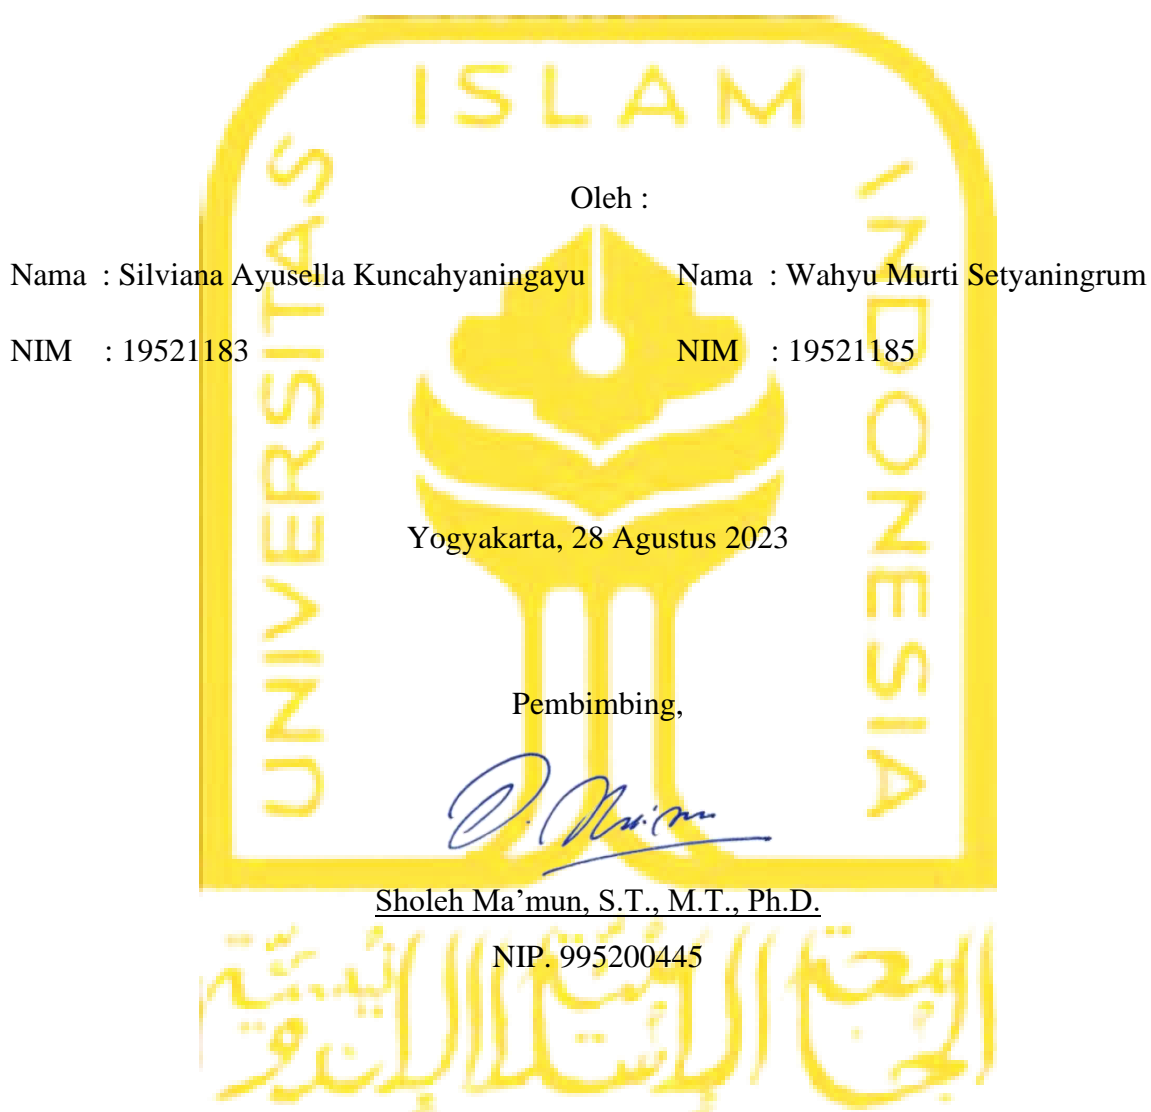 ISLAM
UNIVERSITAS
INDONESIA
Oleh :
Nama : Silviana Ayusella Kuncahyaningayu Nama : Wahyu Murti Setyaningrum
NIM : 19521183 NIM : 19521185
Yogyakarta, 28 Agustus 2023
Pembimbing,
Sholeh Ma’mun, S.T., M.T., Ph.D.
NIP. 995200445